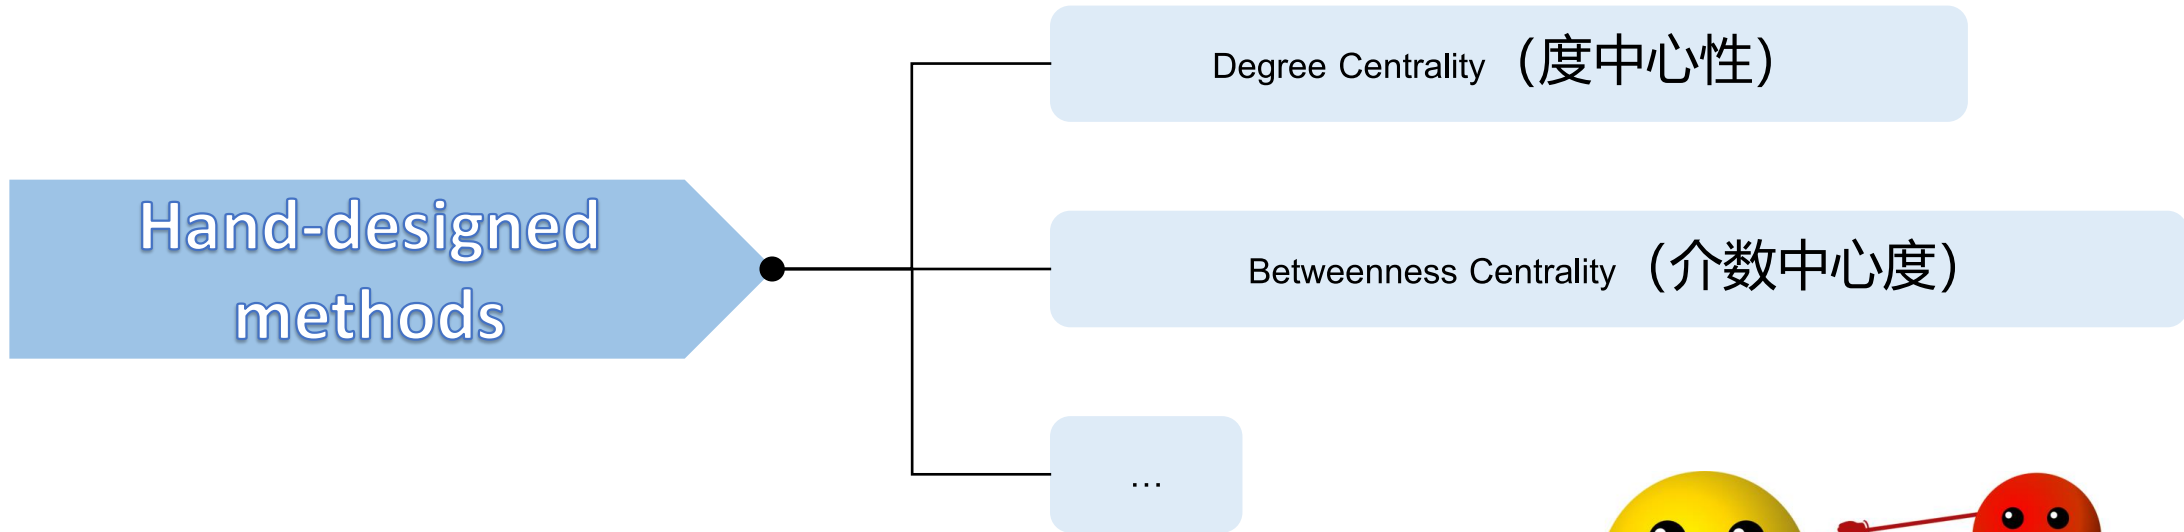 Degree Centrality（度中心性）
Hand-designed
methods
Betweenness Centrality（介数中心度）
...